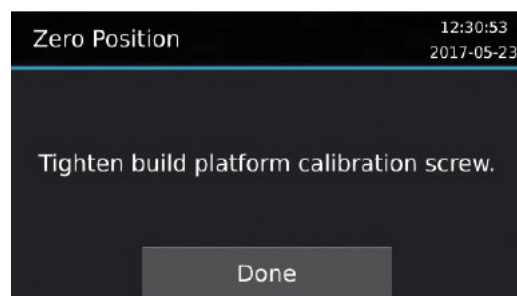 Zero Position
12:30:53
2017-05-23
Tighten build platform calibration screw.
Done